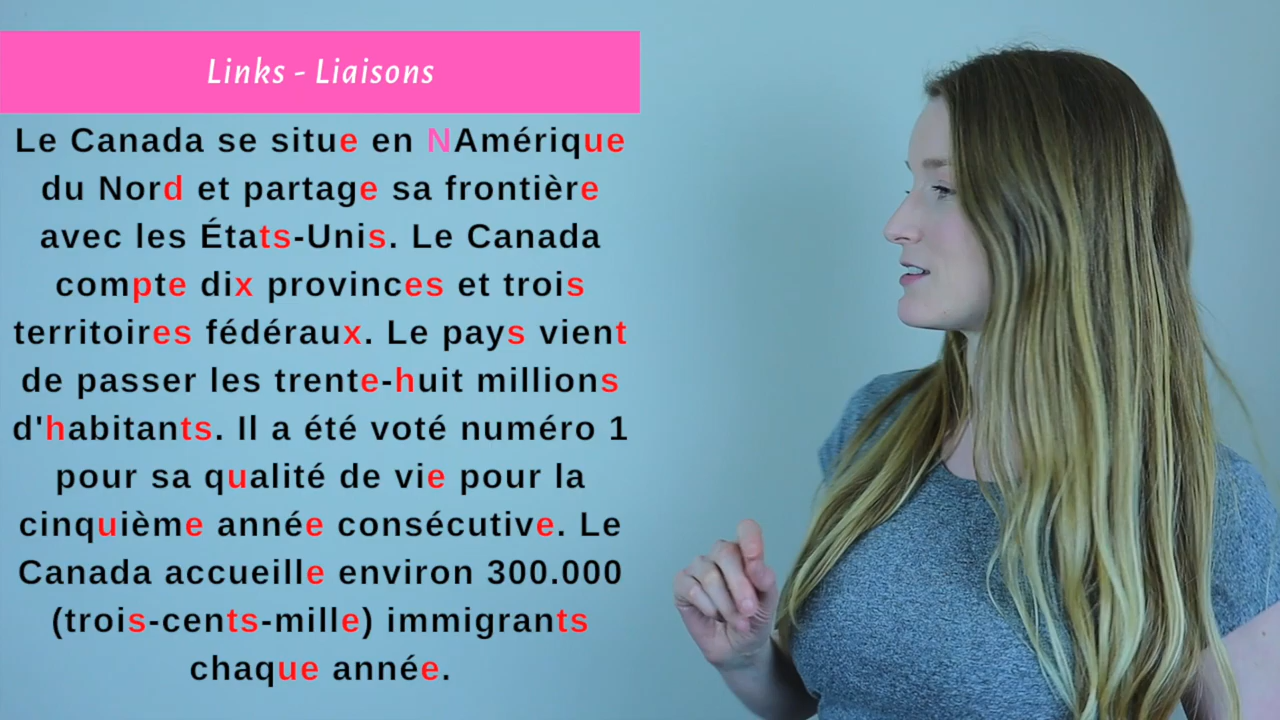 Links - Liaisons
Le Canada se situe en NAmérique
du Nord et partage sa frontière
avec les États-Unis. Le Canada
compte dix provinces et trois
territoires fédéraux. Le pays vient
de passer les trente-huit millions
d'habitants. Il a été voté numéro 1
pour sa qualité de vie pour la
cinquième année consécutive. Le
Canada accueille environ 300.000
(trois-cents-mille) immigrants
chaque année.